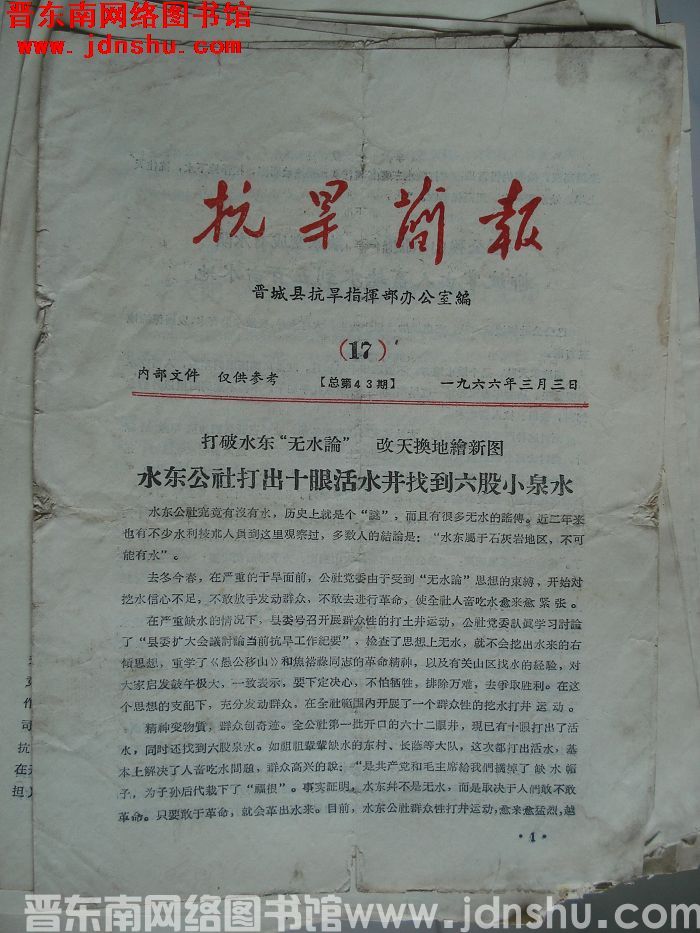 晋东南网络图书馆
www.jdnshu.com
抗旱簡報
晋城县抗旱指揮部办公室編
(17)
内部文件 仅供参考 【总第43期】 一九六六年三月三日
打破水东“无水論” 改天換地繪新图
水东公社打出十眼活水井找到六股小泉水
水东公社究竟有沒有水，历史上就是个“謎”，而且有很多无水的謠傳。近二年来
也有不少水利技术人員到这里观察过，多数人的結論是：“水东属于石灰岩地区，不可
能有水”。
去冬今春，在严重的干旱面前，公社党委由于受到“无水論”思想的束縛，开始对
挖水信心不足，不敢放手发动群众，不敢去进行革命，使全社人畜吃水愈来愈紧张。
在严重缺水的情况下，县委号召开展群众性的打土井运动，公社党委认眞学习討論
了“县委扩大会議討論当前抗旱工作紀要”，檢查了思想上无水，就不会挖出水来的右
傾思想，重学了《愚公移山》和焦裕祿同志的革命精神，以及有关山区找水的經驗，对
大家启发鼓午极大，一致表示，要下定决心，不怕牺牲，排除万难，去爭取胜利。在这
个思想的支配下，充分发动群众，在全社范围內开展了一个群众性的挖水打井运动。
精神变物質，群众創奇迹。全公社第一批开口的六十二眼井，現已有十眼打出了活
水，同时还找到六股泉水。如祖祖輩輩缺水的东村、长蔭等大队，这次都打出活水，基
本上解决了人畜吃水問題，群众高兴的說：“是共产党和毛主席給我們摘掉了缺水帽
子，为子孙后代栽下了“福根”。事实証明，水东幷不是无水，而是取决于人們敢不敢
革命。只要敢于革命，就会革出水来。目前，水东公社群众性打井运动，愈来愈猛烈，越
·1·
作
司
抗
在
担
晋东南网络图书馆www.jdnshu.com